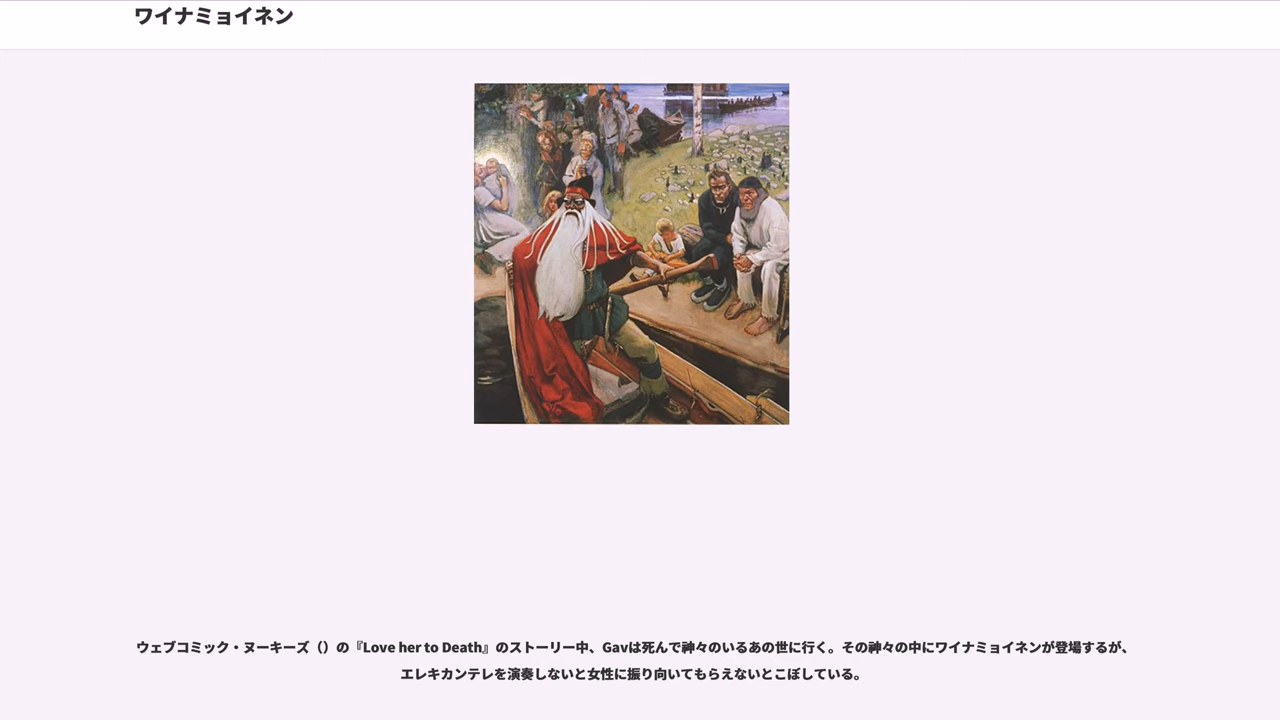 ワイナミョイネン
ウェブコミック・ヌーキーズ（）の『Love her to Death』のストーリー中、Gavは死んで神々のいるあの世に行く。その神々の中にワイナミョイネンが登場するが、
エレキカンテレを演奏しないと女性に振り向いてもらえないとこぼしている。